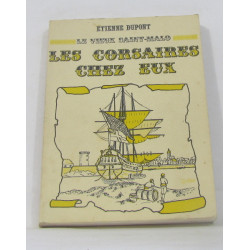 ÉTIENNE DUPONT
LE VIEUX SAINT-MALO
LES CORSAIRES
CHEZ EUX